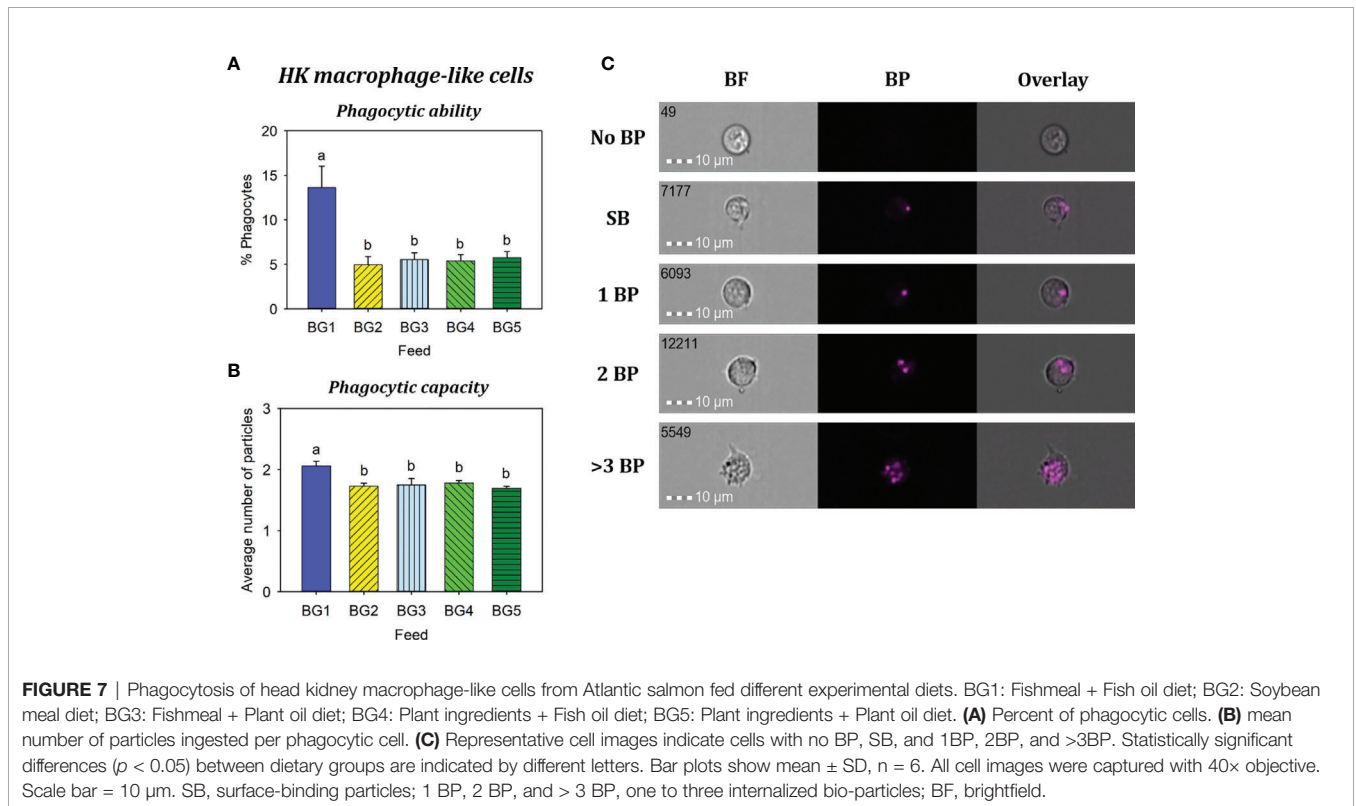 A
HK macrophage-like cells
Phagocytic ability
% Phagocytes
20
15
10
5
0
a
b
b
b
b
BG1 BG2 BG3 BG4 BG5
Feed
B
Phagocytic capacity
Average number of particles
3
2
1
0
a
b
b
b
b
BG1 BG2 BG3 BG4 BG5
Feed
C
BF BP Overlay
No BP
49
10 µm
SB
7177
10 µm
1 BP
6093
10 µm
2 BP
12211
10 µm
>3 BP
5549
10 µm
FIGURE 7 | Phagocytosis of head kidney macrophage-like cells from Atlantic salmon fed different experimental diets. BG1: Fishmeal + Fish oil diet; BG2: Soybean
meal diet; BG3: Fishmeal + Plant oil diet; BG4: Plant ingredients + Fish oil diet; BG5: Plant ingredients + Plant oil diet. (A) Percent of phagocytic cells. (B) mean
number of particles ingested per phagocytic cell. (C) Representative cell images indicate cells with no BP, SB, and 1BP, 2BP, and >3BP. Statistically significant
differences (p < 0.05) between dietary groups are indicated by different letters. Bar plots show mean ± SD, n = 6. All cell images were captured with 40× objective.
Scale bar = 10 µm. SB, surface-binding particles; 1 BP, 2 BP, and > 3 BP, one to three internalized bio-particles; BF, brightfield.